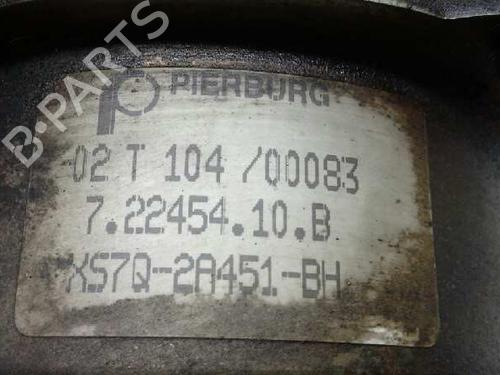 B-PARTS
PIERBURG
02 T 104 /00083
7.22454.10.B
XS7Q-2A451-BH